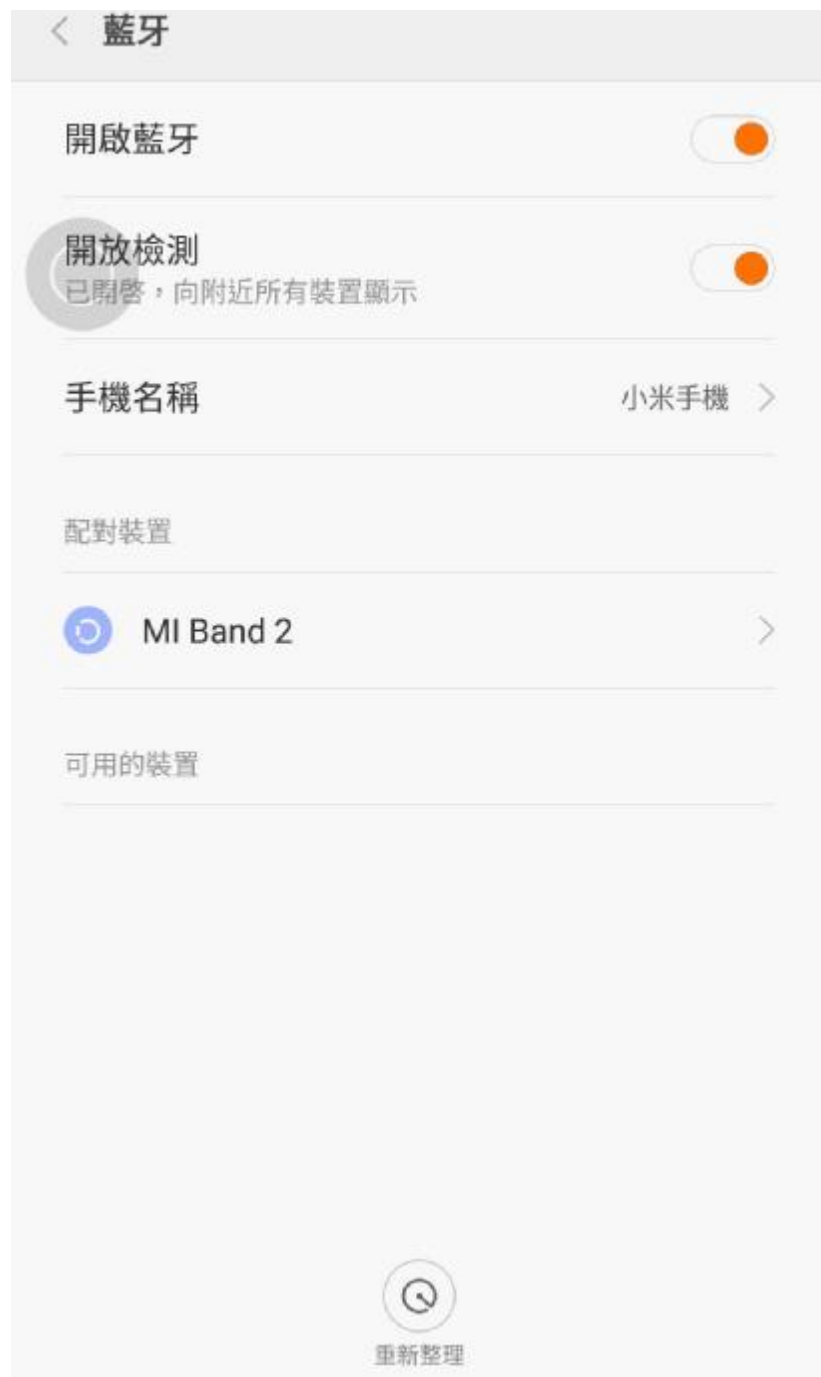 藍牙
開啟藍牙
開放檢測
已開啓，向附近所有裝置顯示
手機名稱 小米手機
配對裝置
MI Band 2
可用的裝置
重新整理